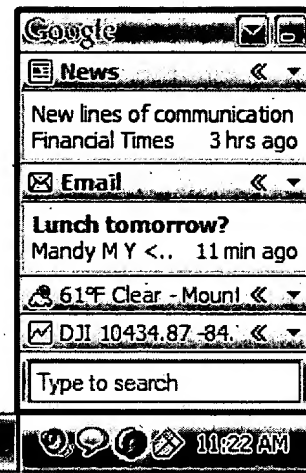 Google
News
New lines of communication
Financial Times 3 hrs ago
Email
Lunch tomorrow?
Mandy M Y <.. 11 min ago
61°F Clear - Mount
DJI 10434.87 -84.
Type to search
11:22 AM